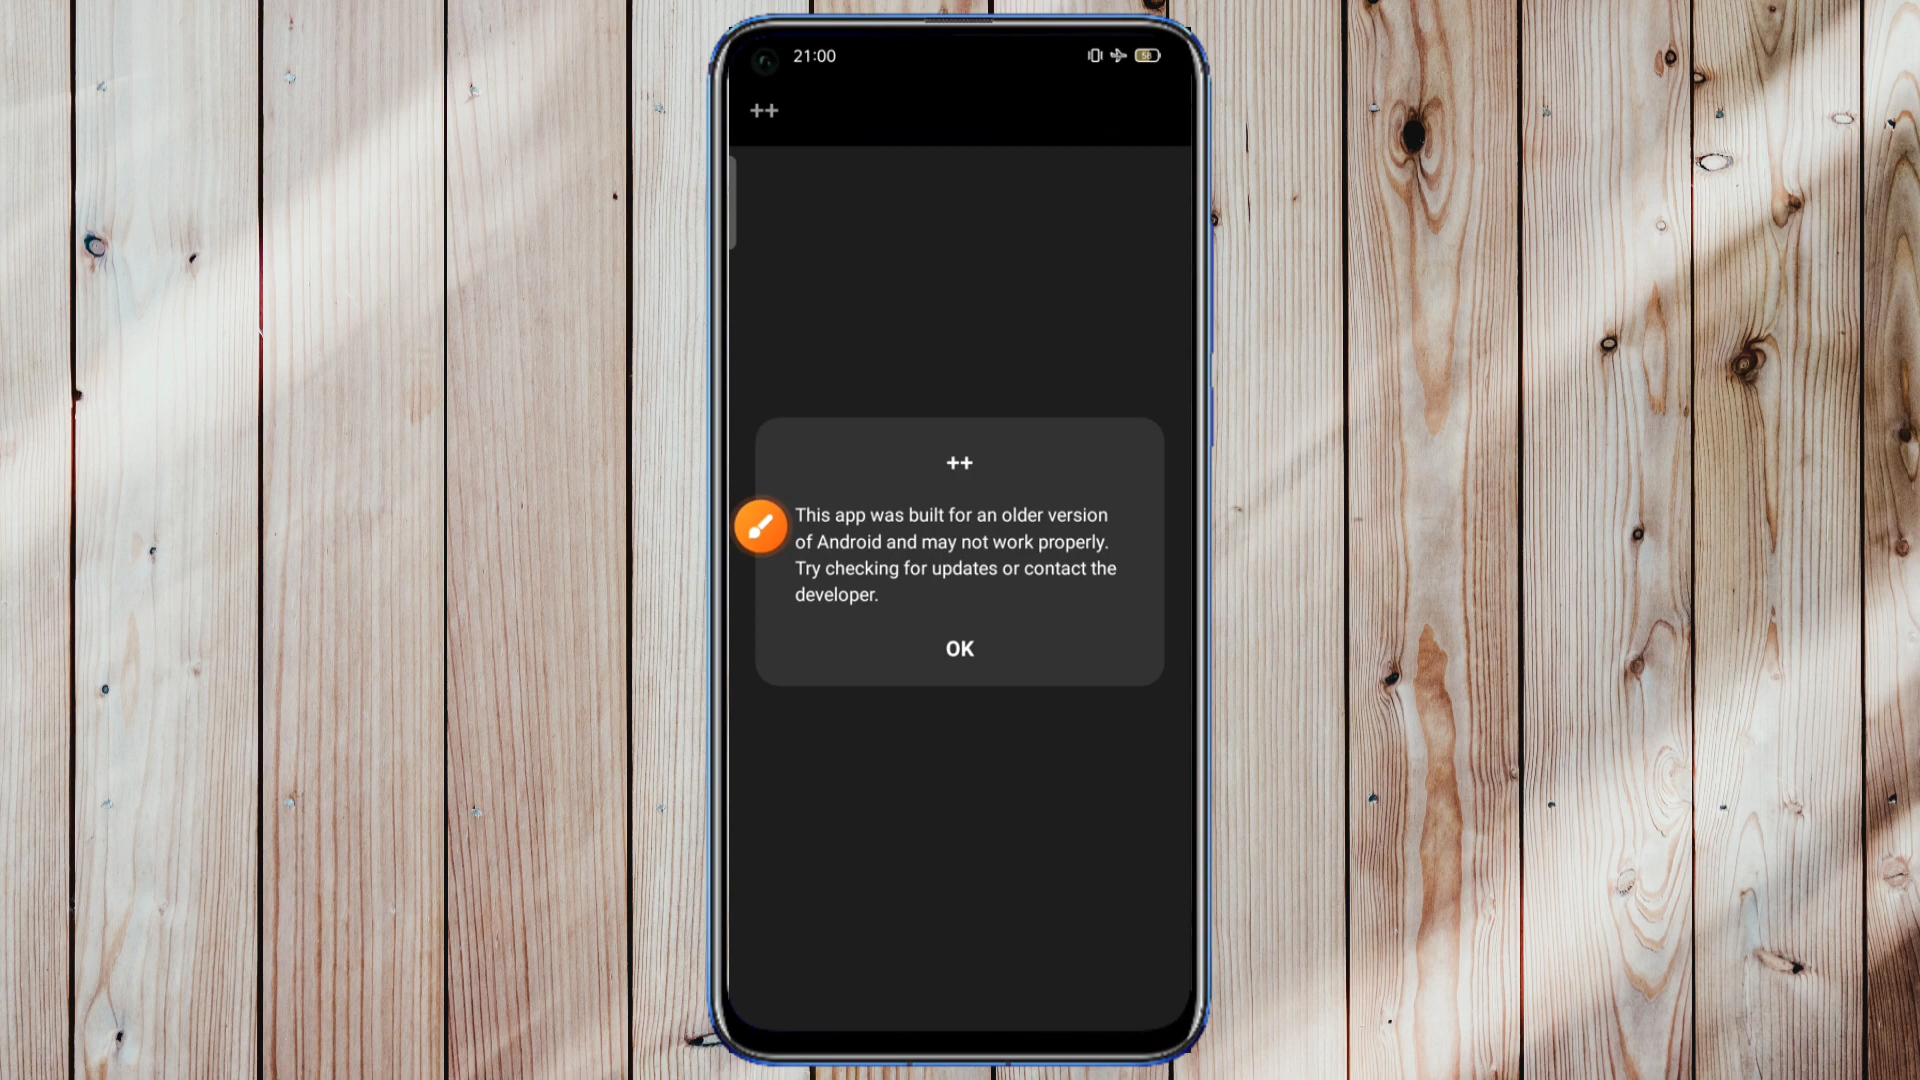 21:00
58
++
++
This app was built for an older version
of Android and may not work properly.
Try checking for updates or contact the
developer.
OK